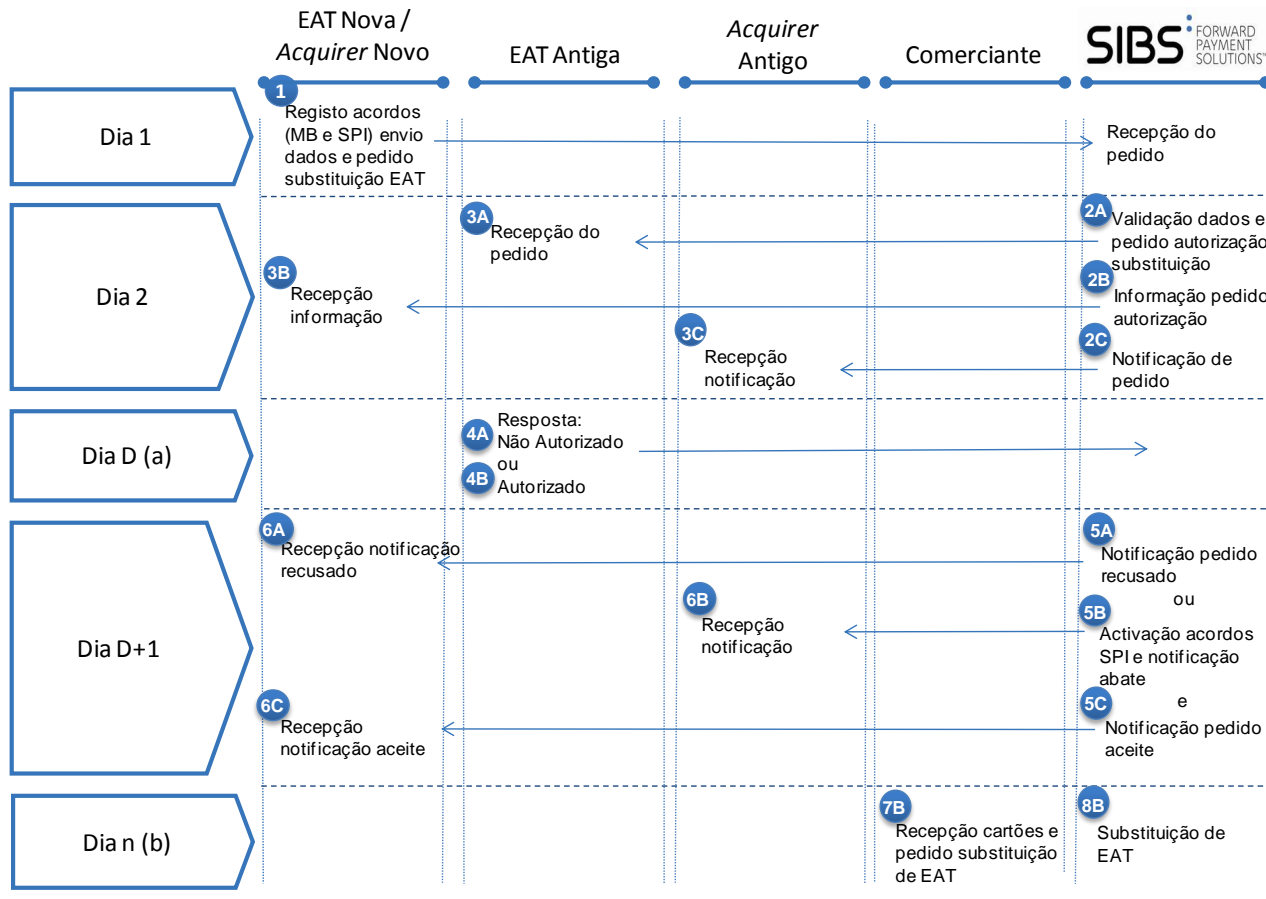 EAT Nova /
Acquirer Novo
EAT Antiga
Acquirer
Antigo
Comerciante
SIBS
FORWARD
PAYMENT
SOLUTIONS™
Dia 1
1
Registo acordos
(MB e SPI) envio
dados e pedido
substituição EAT
Recepção do
pedido
Dia 2
3A
Recepção do
pedido
2A
Validação dados e
pedido autorização
substituição
3B
Recepção
informação
2B
Informação pedido
autorização
3C
Recepção
notificação
2C
Notificação de
pedido
Dia D (a)
4A
Resposta:
Não Autorizado
ou
4B
Autorizado
Dia D+1
6A
Recepção notificação
recusado
5A
Notificação pedido
recusado
ou
6B
Recepção
notificação
5B
Activação acordos
SPI e notificação
abate
e
6C
Recepção
notificação aceite
5C
Notificação pedido
aceite
Dia n (b)
7B
Recepção cartões e
pedido substituição
de EAT
8B
Substituição de
EAT